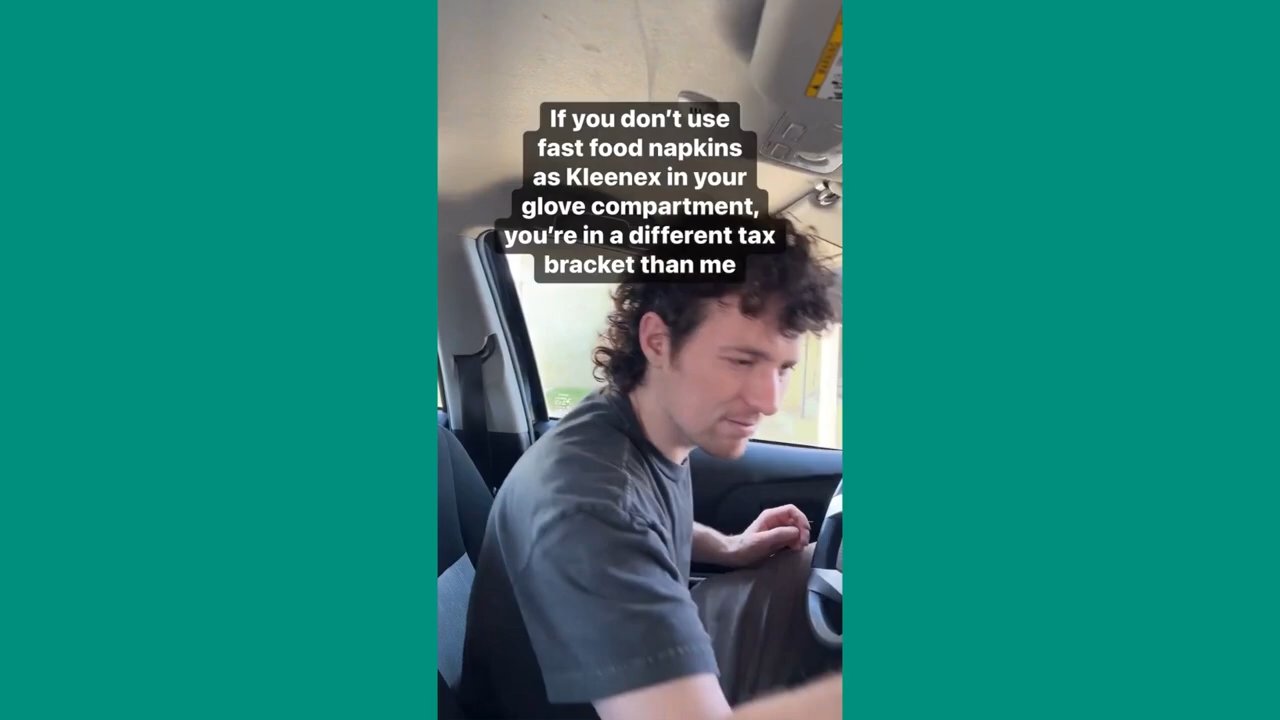 If you don’t use
fast food napkins
as Kleenex in your
glove compartment,
you’re in a different tax
bracket than me